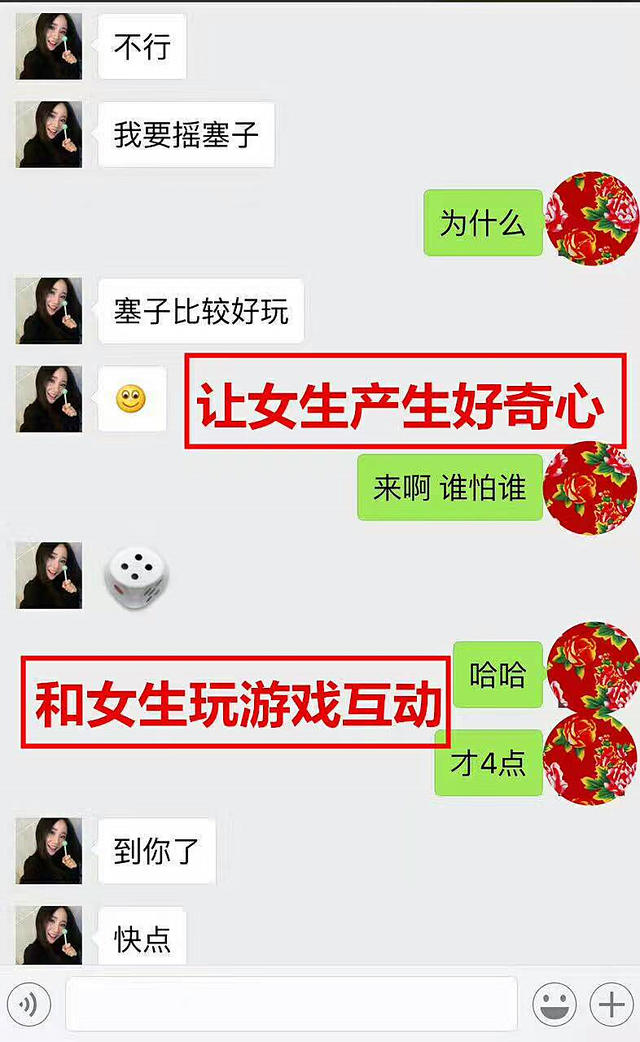 不行
我要摇塞子
为什么
塞子比较好玩
让女生产生好奇心
来啊 谁怕谁
哈哈
和女生玩游戏互动
才4点
到你了
快点